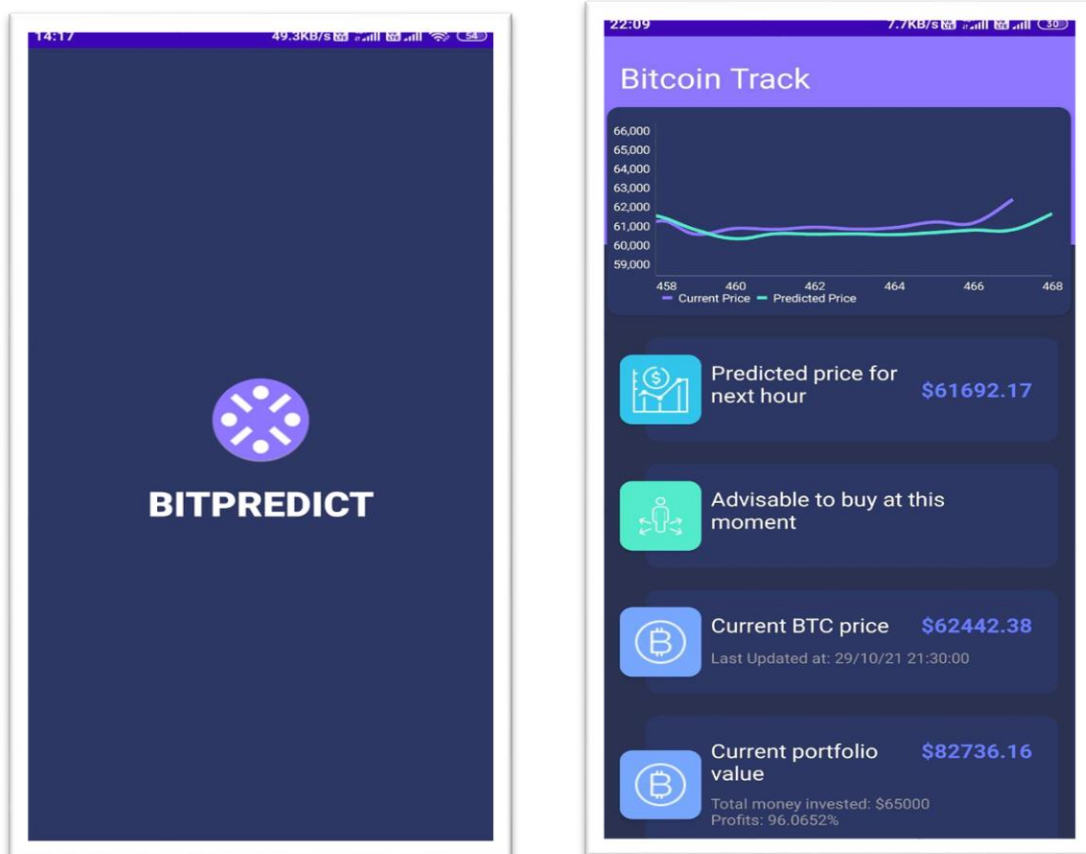 14:17 49.3KB/s 54
BITPREDICT
22:09 7.7KB/s 30
Bitcoin Track
66,000
65,000
64,000
63,000
62,000
61,000
60,000
59,000
458 460 462 464 466 468
Current Price Predicted Price
Predicted price for
next hour
$61692.17
Advisable to buy at this
moment
Current BTC price $62442.38
Last Updated at: 29/10/21 21:30:00
Current portfolio $82736.16
value
Total money invested: $65000
Profits: 96.0652%